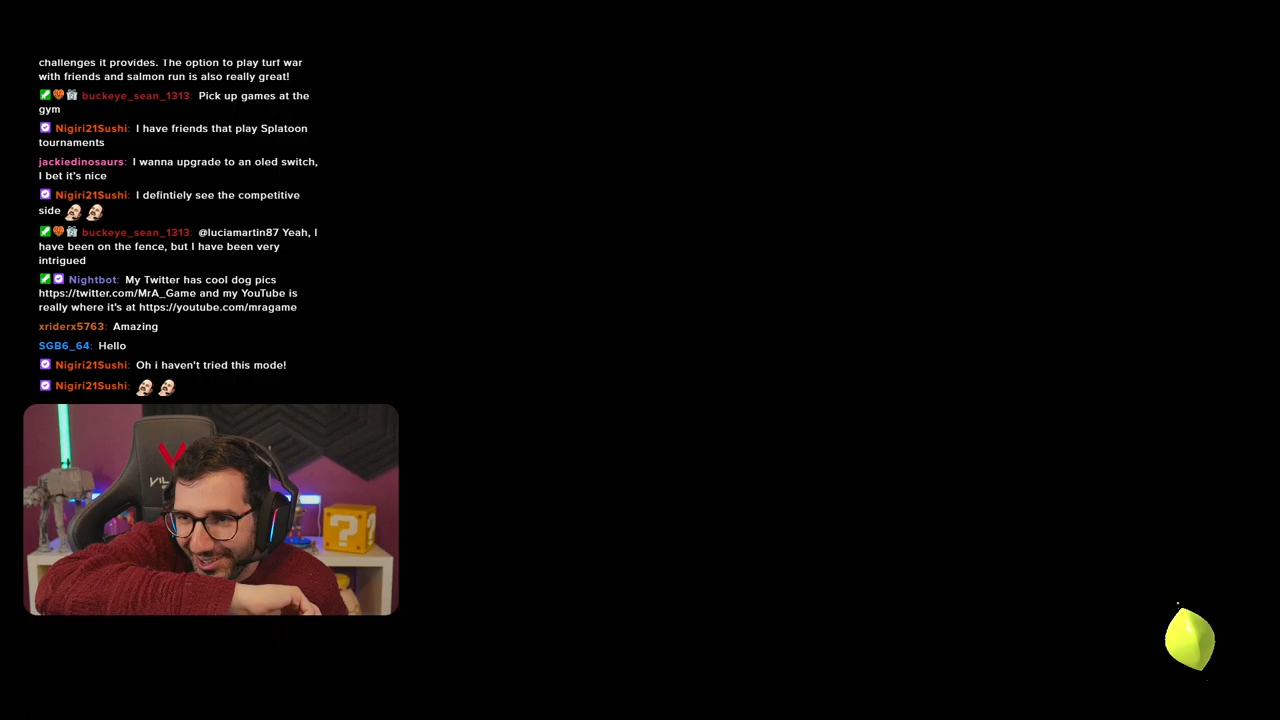 challenges it provides. The option to play turf war
with friends and salmon run is also really great!
buckeye_sean_1313: Pick up games at the
gym
Nigiri21Sushi: I have friends that play Splatoon
tournaments
jackiedinosaurs: I wanna upgrade to an oled switch,
I bet it's nice
Nigiri21Sushi: I defintiely see the competitive
side
buckeye_sean_1313: @luciamartin87 Yeah, I
have been on the fence, but I have been very
intrigued
Nightbot: My Twitter has cool dog pics
https://twitter.com/MrA_Game and my YouTube is
really where it's at https://youtube.com/mragame
xriderx5763: Amazing
SGB6_64: Hello
Nigiri21Sushi: Oh i haven't tried this mode!
Nigiri21Sushi:
?